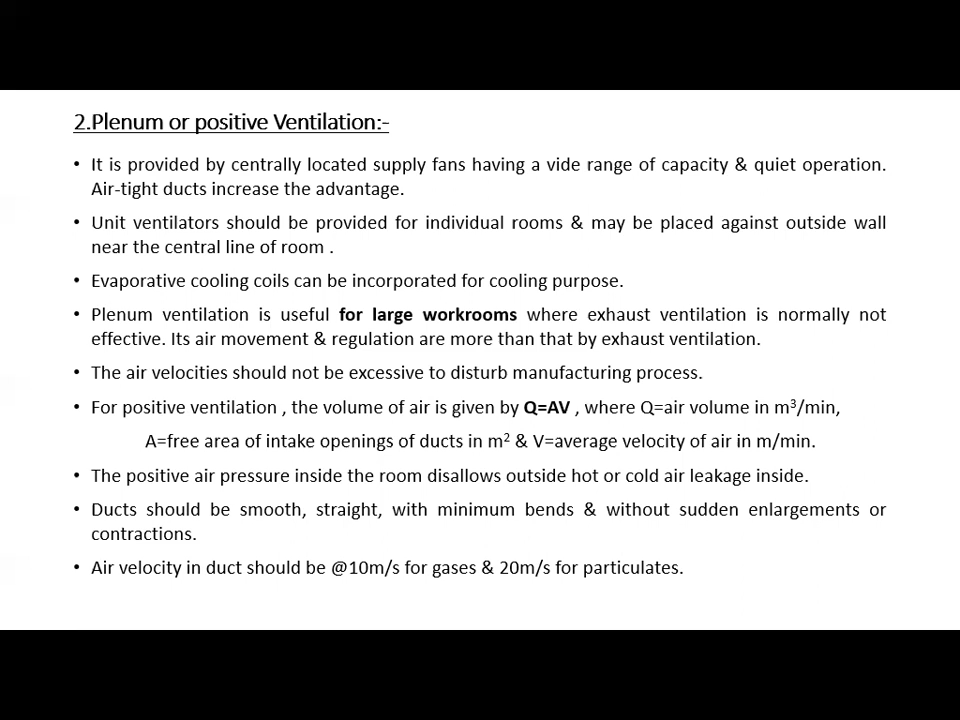 2.Plenum or positive Ventilation:-
• It is provided by centrally located supply fans having a vide range of capacity & quiet operation.
Air-tight ducts increase the advantage.
• Unit ventilators should be provided for individual rooms & may be placed against outside wall
near the central line of room .
• Evaporative cooling coils can be incorporated for cooling purpose.
• Plenum ventilation is useful for large workrooms where exhaust ventilation is normally not
effective. Its air movement & regulation are more than that by exhaust ventilation.
• The air velocities should not be excessive to disturb manufacturing process.
• For positive ventilation , the volume of air is given by Q=AV , where Q=air volume in m³/min,
A=free area of intake openings of ducts in m² & V=average velocity of air in m/min.
• The positive air pressure inside the room disallows outside hot or cold air leakage inside.
• Ducts should be smooth, straight, with minimum bends & without sudden enlargements or
contractions.
• Air velocity in duct should be @10m/s for gases & 20m/s for particulates.